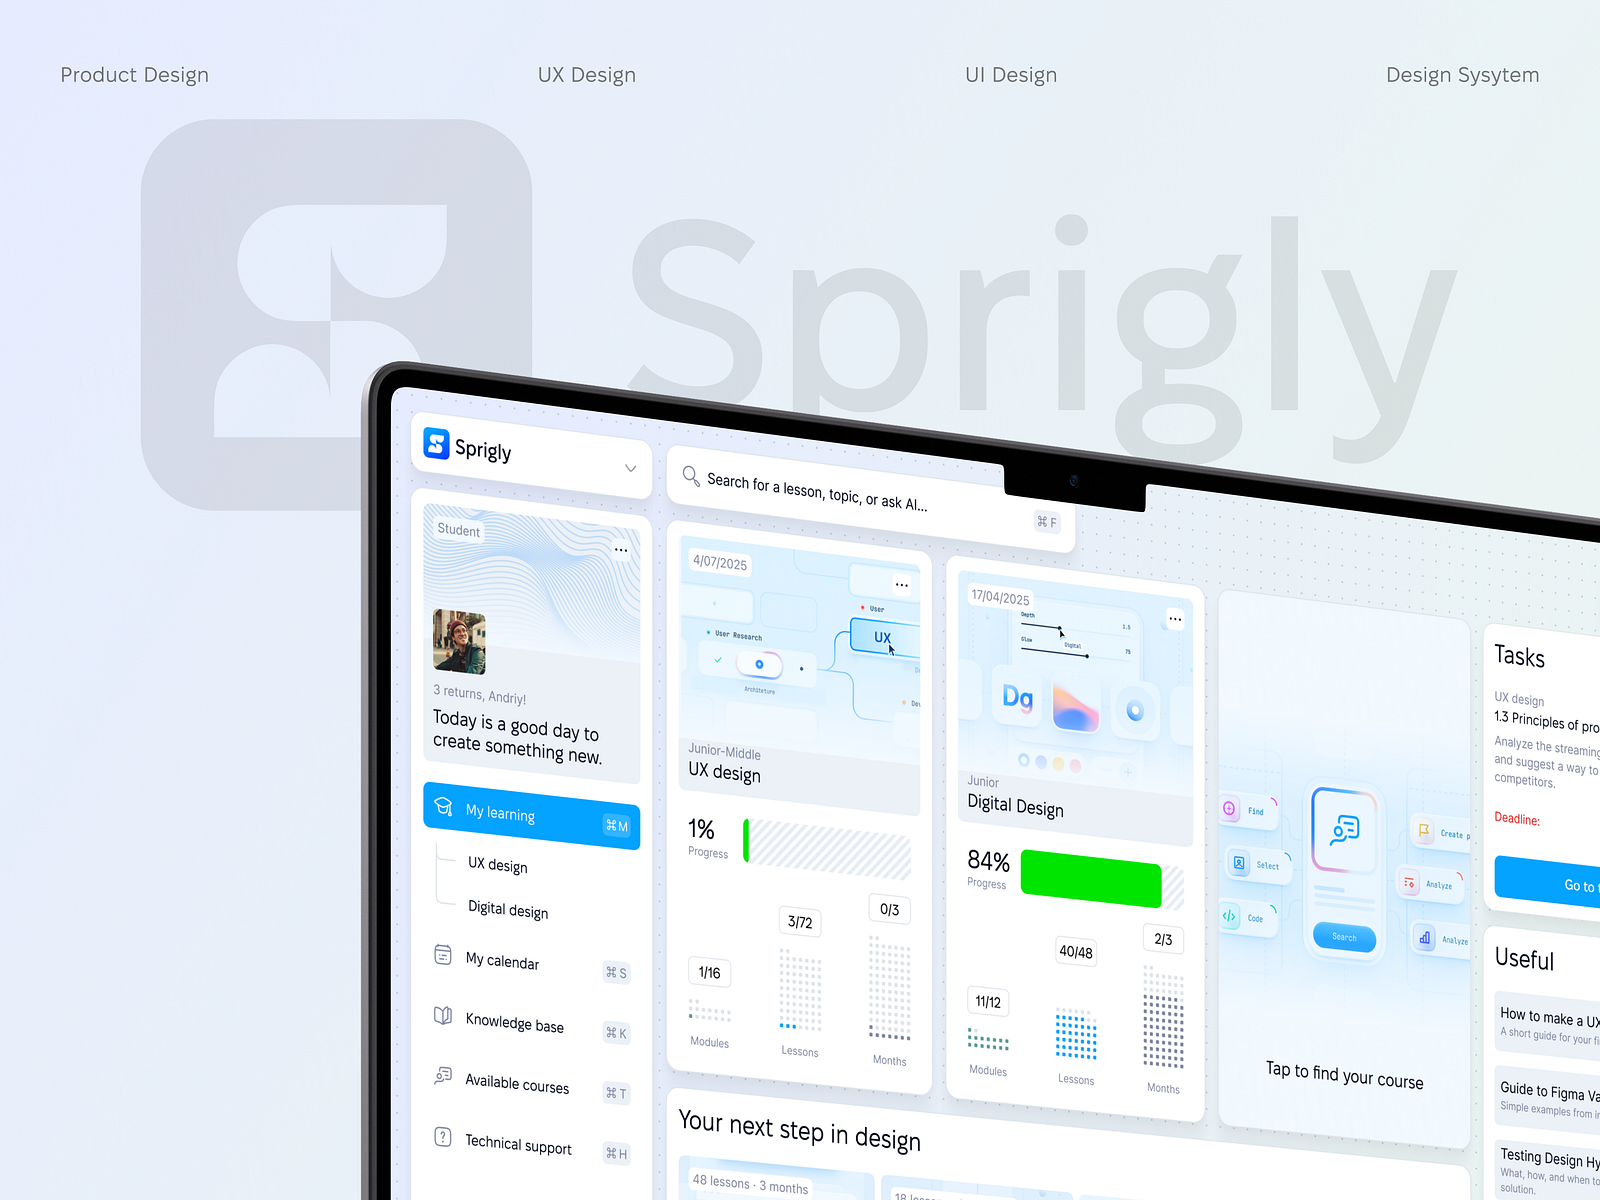 Product Design
UX Design
UI Design
Design Sysytem
Sprigly
Sprigly
Search for a lesson, topic, or ask AI...
⌘ F
Student
3 returns, Andriy!
Today is a good day to
create something new.
My learning
⌘ M
UX design
Digital design
My calendar
⌘ S
Knowledge base
⌘ K
Available courses
⌘ T
Technical support
⌘ H
4/07/2025
User
User Research
UX
Architeture
Junior-Middle
UX design
1%
Progress
1/16
Modules
3/72
Lessons
0/3
Months
17/04/2025
Depth
1.5
Glow
Digital
75
Dg
Junior
Digital Design
84%
Progress
11/12
Modules
40/48
Lessons
2/3
Months
Find
Select
Code
Search
Create p
Analyze
Analyze
Tap to find your course
Tasks
UX design
1.3 Principles of pro
Analyze the streaming
and suggest a way to
competitors.
Deadline:
Go to
Useful
How to make a UX
A short guide for your fi
Guide to Figma Va
Simple examples from
Testing Design Hy
What, how, and when to
solution.
Your next step in design
48 lessons · 3 months